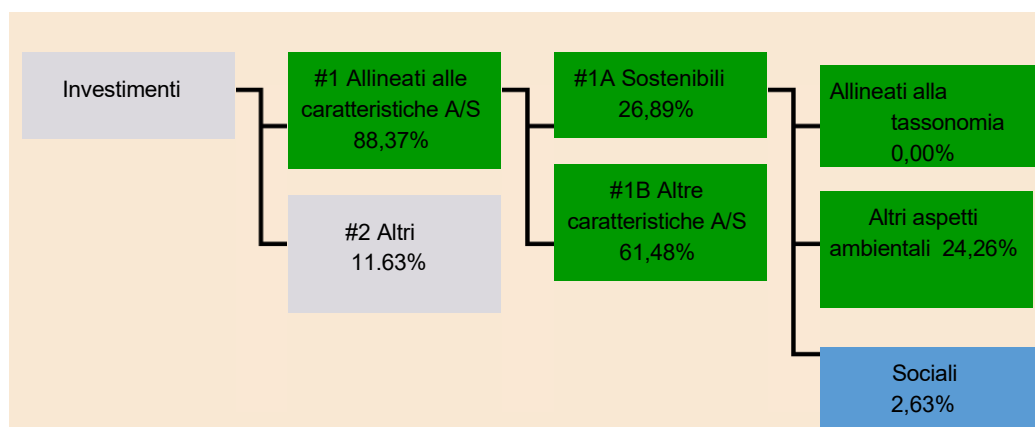 Investimenti
#1 Allineati alle
caratteristiche A/S
88,37%
#2 Altri
11.63%
#1A Sostenibili
26,89%
#1B Altre
caratteristiche A/S
61,48%
Allineati alla
tassonomia
0,00%
Altri aspetti
ambientali 24,26%
Sociali
2,63%